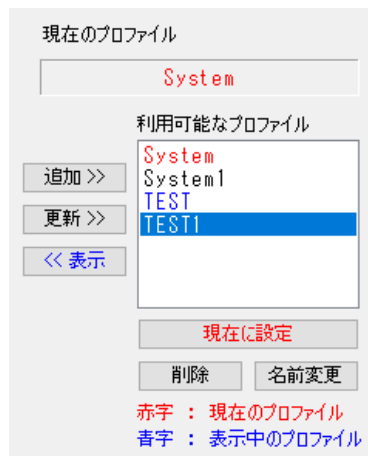 現在のプロファイル
System
利用可能なプロファイル
System
System1
TEST
TEST1
追加 >>
更新 >>
<< 表示
現在に設定
削除
名前変更
赤字 : 現在のプロファイル
青字 : 表示中のプロファイル